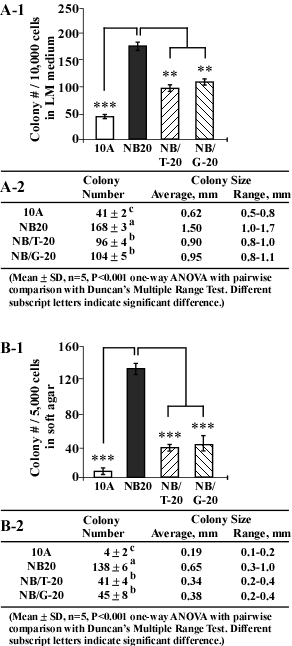 A-1
Colony # / 10,000 cells
in LM medium
250
200
150
100
50
0
***
**
**
10A
NB20
NB/
T-20
NB/
G-20
A-2
Colony
Number
Colony Size
Average, mm Range, mm
10A 41 ± 2 c 0.62 0.5-0.8
NB20 168 ± 3 a 1.50 1.0-1.7
NB/T-20 96 ± 4 b 0.90 0.8-1.0
NB/G-20 104 ± 5 b 0.95 0.8-1.1
(Mean ± SD, n=5, P<0.001 one-way ANOVA with pairwise
comparison with Duncan's Multiple Range Test. Different
subscript letters indicate significant difference.)
B-1
Colony # / 5,000 cells
in soft agar
160
120
80
40
0
***
***
***
10A
NB20
NB/
T-20
NB/
G-20
B-2
Colony
Number
Colony Size
Average, mm Range, mm
10A 4 ± 2 c 0.19 0.1-0.2
NB20 138 ± 6 a 0.65 0.3-1.0
NB/T-20 41 ± 4 b 0.34 0.2-0.4
NB/G-20 45 ± 8 b 0.38 0.2-0.4
(Mean ± SD, n=5, P<0.001 one-way ANOVA with pairwise
comparison with Duncan's Multiple Range Test. Different
subscript letters indicate significant difference.)